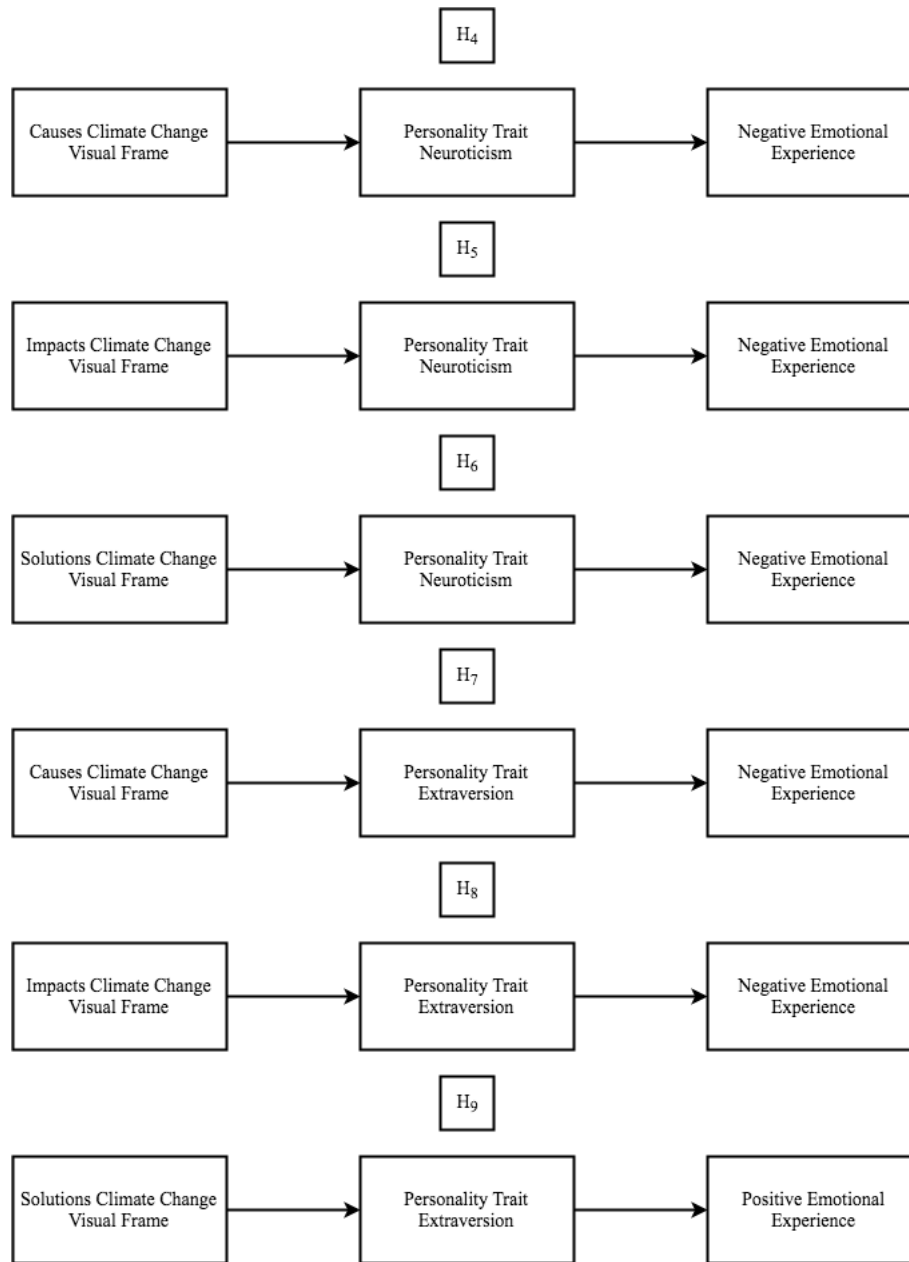 H₄
Causes Climate Change
Visual Frame
Personality Trait
Neuroticism
Negative Emotional
Experience
H₅
Impacts Climate Change
Visual Frame
Personality Trait
Neuroticism
Negative Emotional
Experience
H₆
Solutions Climate Change
Visual Frame
Personality Trait
Neuroticism
Negative Emotional
Experience
H₇
Causes Climate Change
Visual Frame
Personality Trait
Extraversion
Negative Emotional
Experience
H₈
Impacts Climate Change
Visual Frame
Personality Trait
Extraversion
Negative Emotional
Experience
H₉
Solutions Climate Change
Visual Frame
Personality Trait
Extraversion
Positive Emotional
Experience